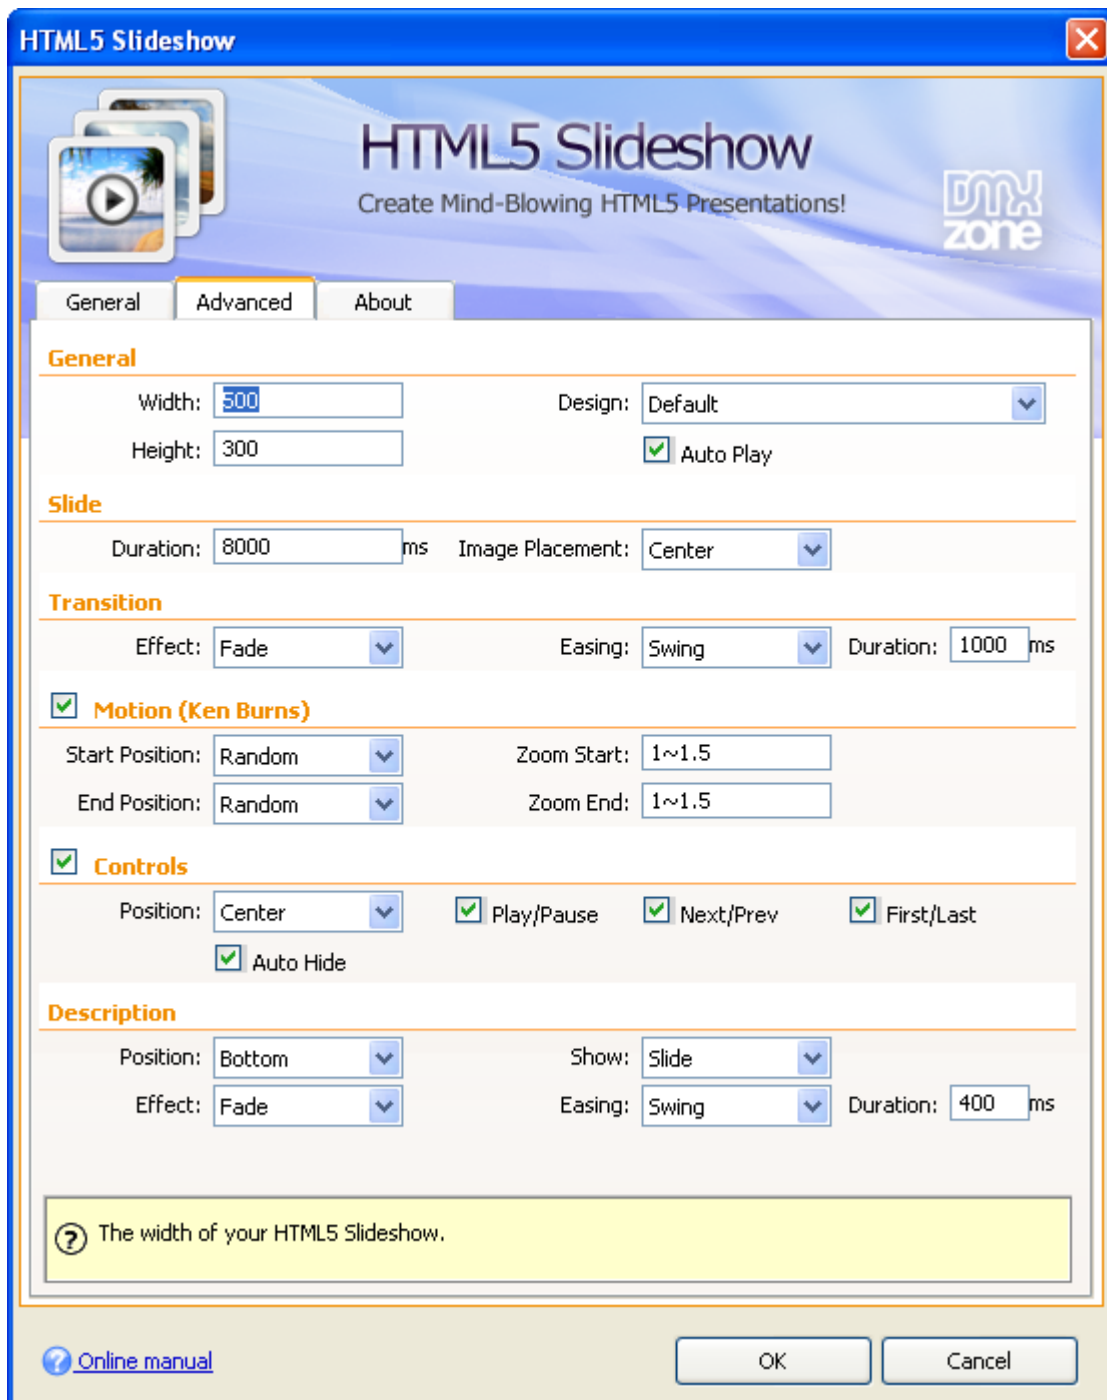 HTML5 Slideshow
HTML5 Slideshow
Create Mind-Blowing HTML5 Presentations!
DMX
zone
General Advanced About
General
Width: 500 Design: Default
Height: 300 Auto Play
Slide
Duration: 8000 ms Image Placement: Center
Transition
Effect: Fade Easing: Swing Duration: 1000 ms
Motion (Ken Burns)
Start Position: Random Zoom Start: 1~1.5
End Position: Random Zoom End: 1~1.5
Controls
Position: Center Play/Pause Next/Prev First/Last
Auto Hide
Description
Position: Bottom Show: Slide
Effect: Fade Easing: Swing Duration: 400 ms
? The width of your HTML5 Slideshow.
? Online manual OK Cancel